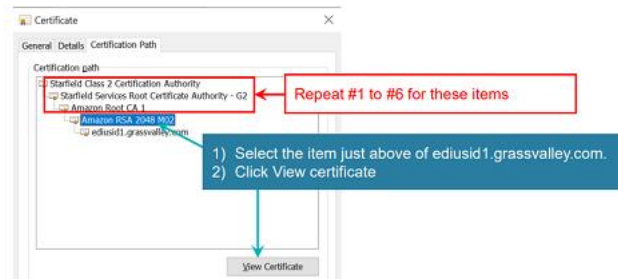 Certificate
General Details Certification Path
Certification path
Starfield Class 2 Certification Authority
Starfield Services Root Certificate Authority - G2
Amazon Root CA 1
Amazon RSA 2048 M02
ediusid1.grassvalley.com
Repeat #1 to #6 for these items
1) Select the item just above of ediusid1.grassvalley.com.
2) Click View certificate
View Certificate